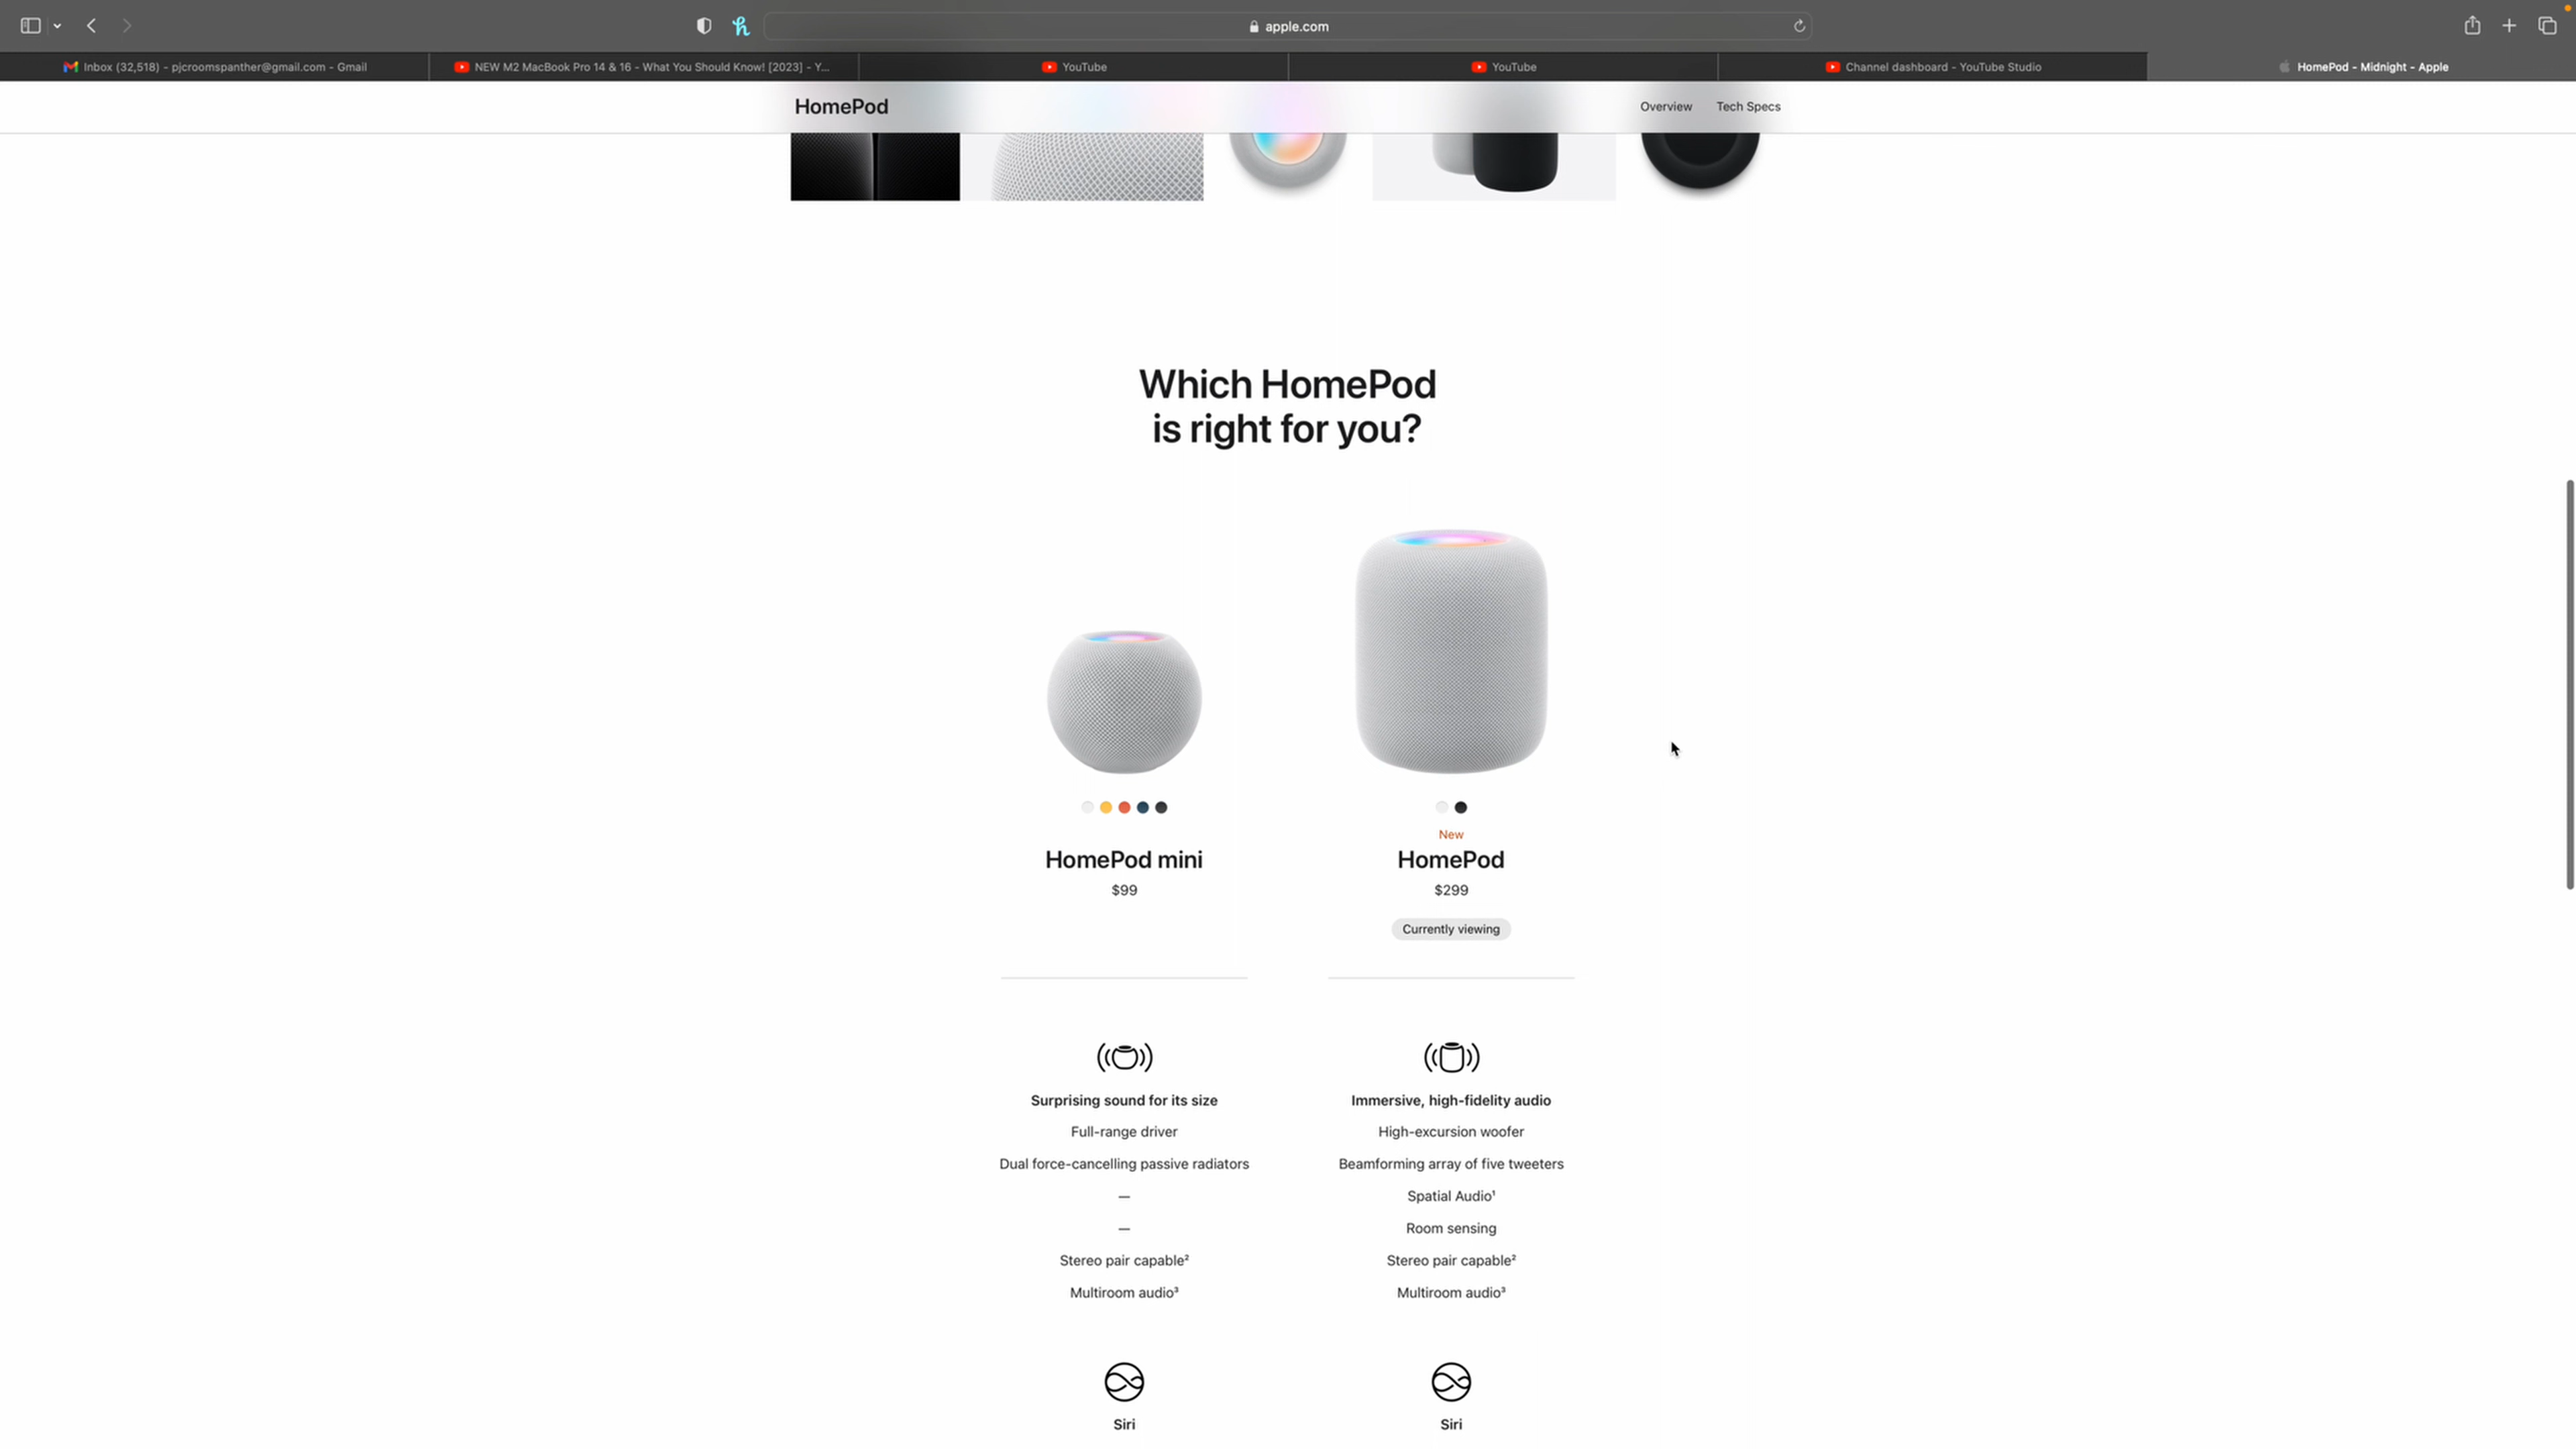 apple.com
Inbox (32,518) - pjcroomspanther@gmail.com - Gmail
NEW M2 MacBook Pro 14 & 16 - What You Should Know! [2023] - Y...
YouTube
YouTube
Channel dashboard - YouTube Studio
HomePod - Midnight - Apple
HomePod
Overview
Tech Specs
Which HomePod
is right for you?
New
HomePod mini
HomePod
$99
$299
Currently viewing
Surprising sound for its size
Immersive, high-fidelity audio
Full-range driver
High-excursion woofer
Dual force-cancelling passive radiators
Beamforming array of five tweeters
—
Spatial Audio¹
—
Room sensing
Stereo pair capable²
Stereo pair capable²
Multiroom audio³
Multiroom audio³
Siri
Siri